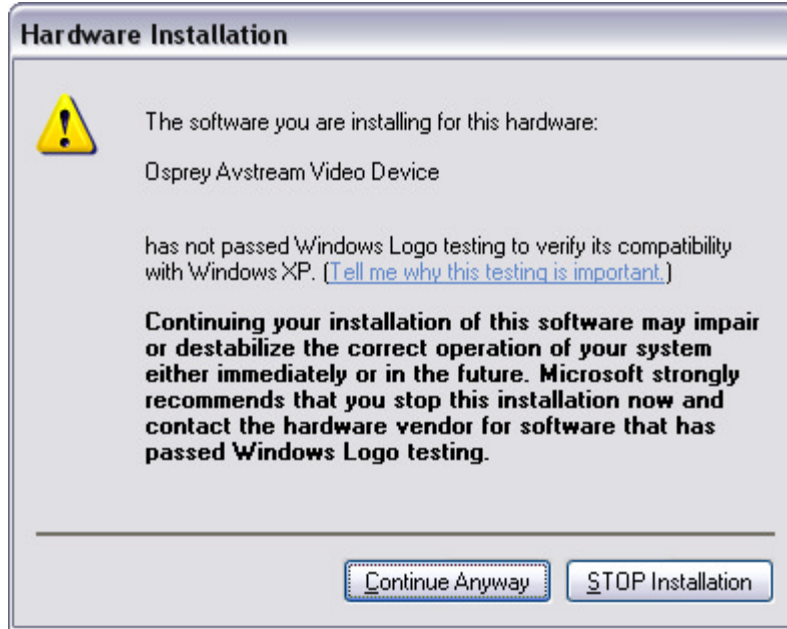 Hardware Installation
The software you are installing for this hardware:
Osprey Avstream Video Device
has not passed Windows Logo testing to verify its compatibility
with Windows XP. (Tell me why this testing is important.)
Continuing your installation of this software may impair
or destabilize the correct operation of your system
either immediately or in the future. Microsoft strongly
recommends that you stop this installation now and
contact the hardware vendor for software that has
passed Windows Logo testing.
Continue Anyway
STOP Installation